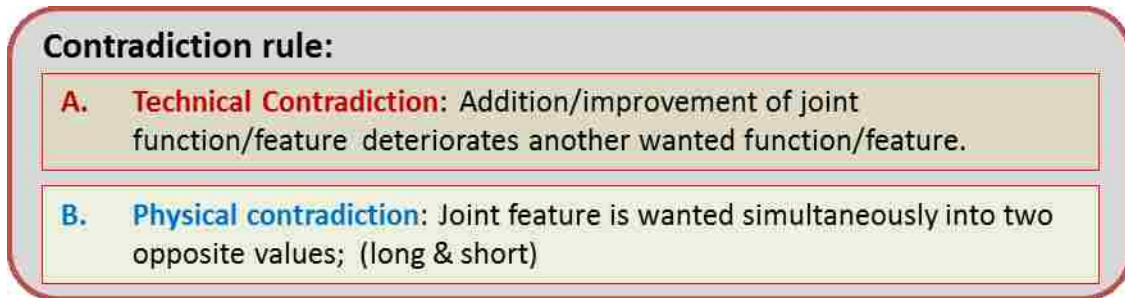 Contradiction rule:
A. Technical Contradiction: Addition/improvement of joint
function/feature deteriorates another wanted function/feature.
B. Physical contradiction: Joint feature is wanted simultaneously into two
opposite values; (long & short)